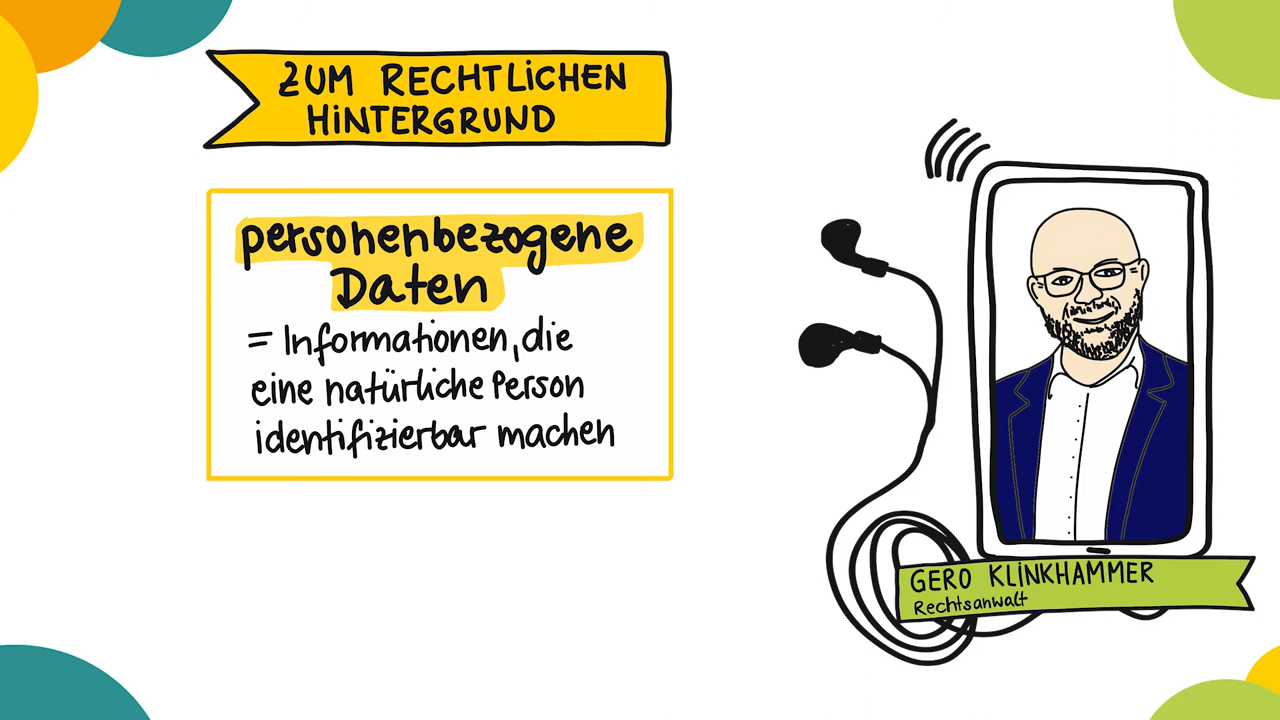 ZUM RECHTLICHEN
HINTERGRUND
personenbezogene
Daten
= Informationen, die
eine natürliche Person
identifizierbar machen
GERO KLINKHAMMER
Rechtsanwalt